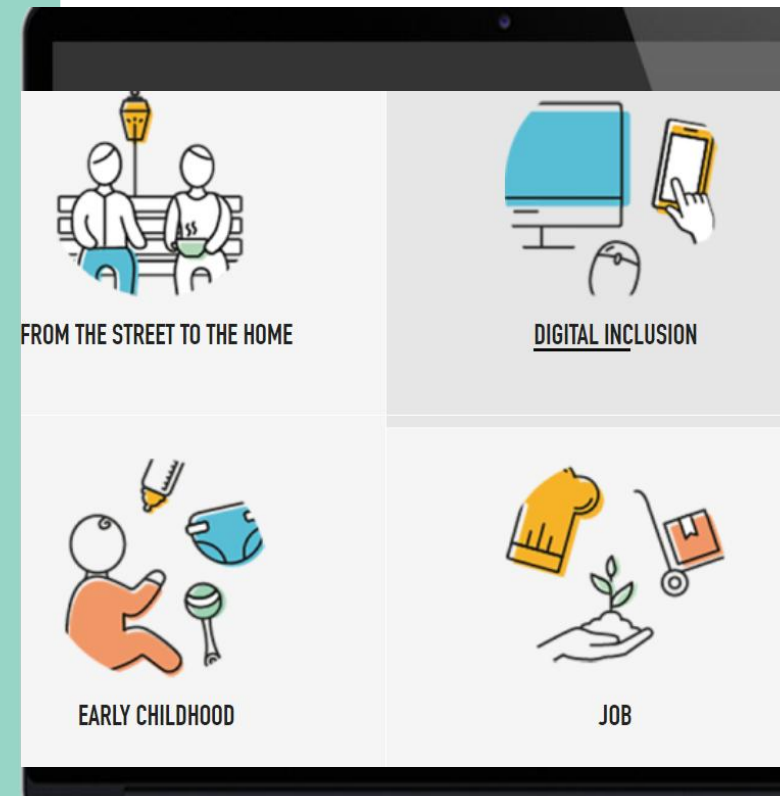 FROM THE STREET TO THE HOME
DIGITAL INCLUSION
EARLY CHILDHOOD
JOB